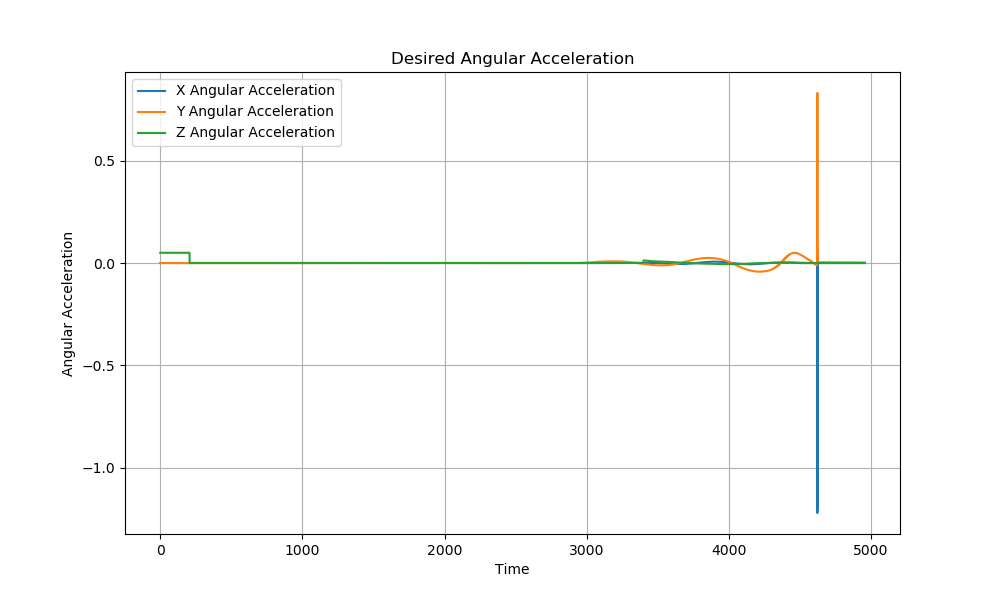 Desired Angular Acceleration
X Angular Acceleration
Y Angular Acceleration
Z Angular Acceleration
Angular Acceleration
0.5
0.0
−0.5
−1.0
0 1000 2000 3000 4000 5000
Time